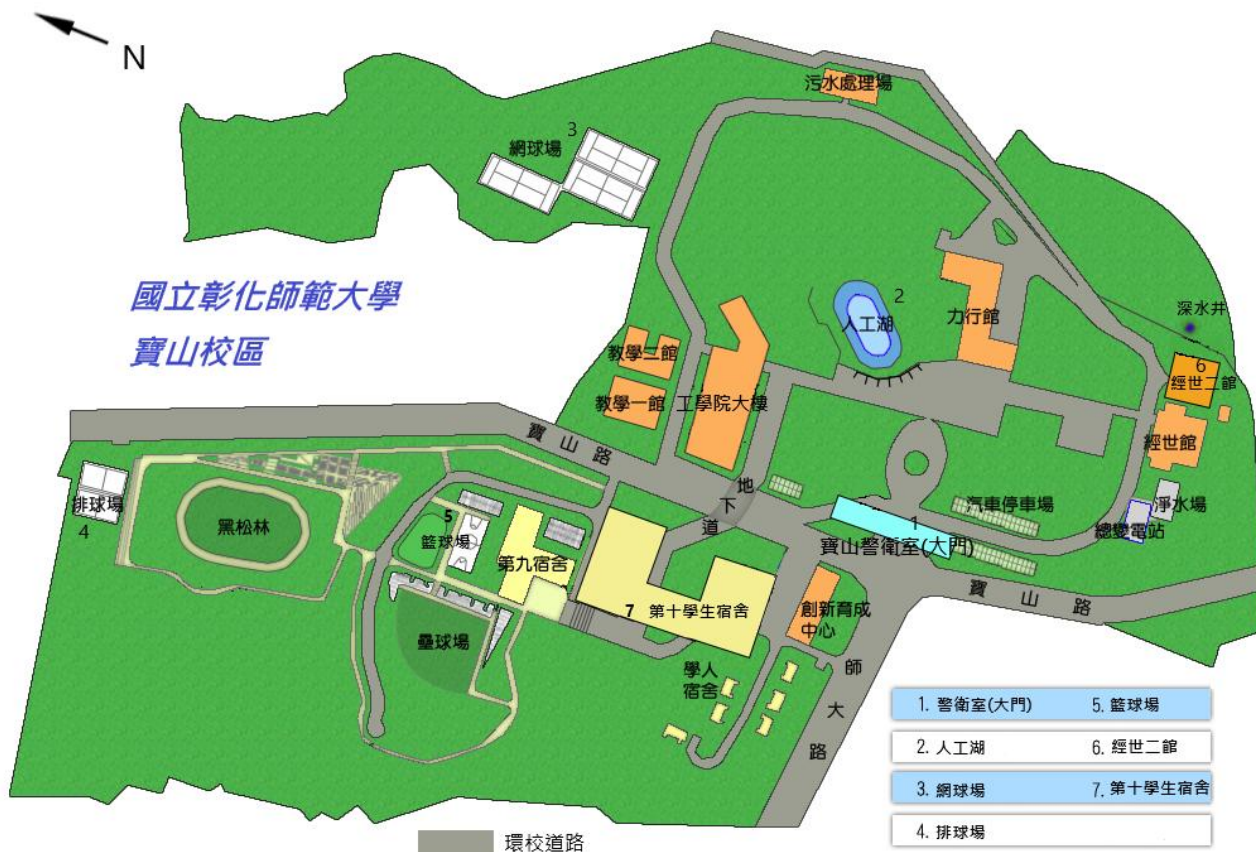 N
污水處理場
3
網球場
國立彰化師範大學
寶山校區
2
人工湖
力行館
深水井
6
經世二館
教學二館
教學一館
工學院大樓
經世館
寶山路
地下道
排球場
4
黑松林
5
籃球場
第九宿舍
汽車停車場
淨水場
總變電站
1
寶山警衛室(大門)
寶山路
7 第十學生宿舍
創新育成
中心
壘球場
學人
宿舍
師大路
1. 警衛室(大門) 5. 籃球場
2. 人工湖 6. 經世二館
3. 網球場 7. 第十學生宿舍
4. 排球場
環校道路